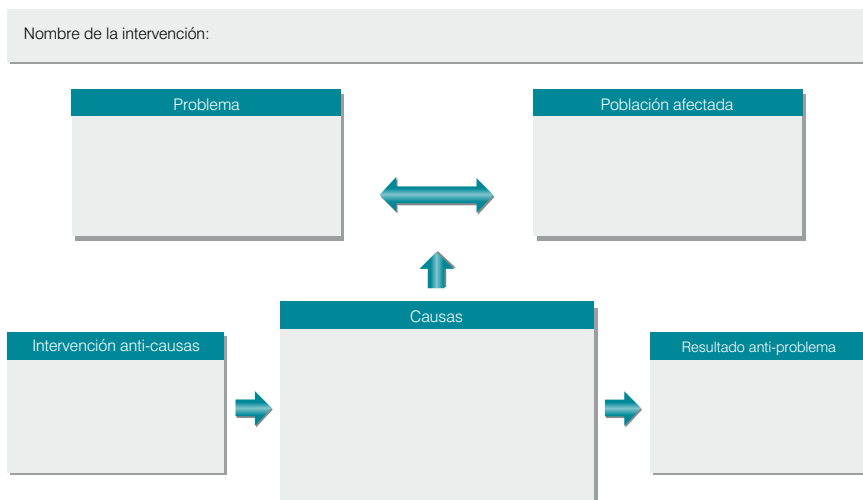 Nombre de la intervención:
Problema
Población afectada
Causas
Intervención anti-causas
Resultado anti-problema